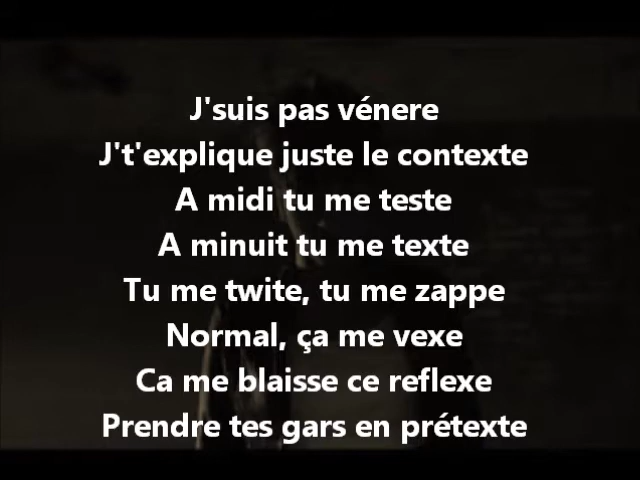 J'suis pas vénere
J't'explique juste le contexte
A midi tu me teste
A minuit tu me texte
Tu me twite, tu me zappe
Normal, ça me vexe
Ca me blaisse ce reflexe
Prendre tes gars en prétexte